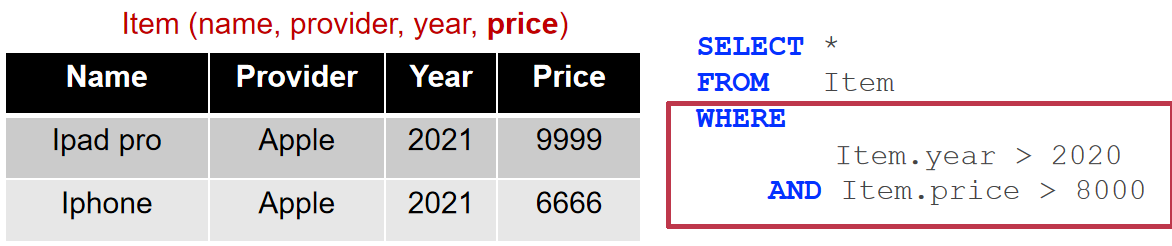 Item (name, provider, year, price)
Name Provider Year Price
Ipad pro Apple 2021 9999
Iphone Apple 2021 6666
SELECT *
FROM Item
WHERE
Item.year > 2020
AND Item.price > 8000